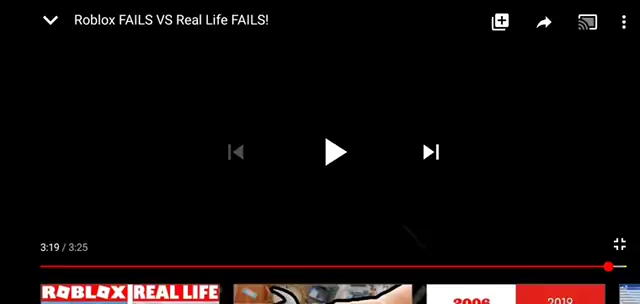 Roblox FAILS VS Real Life FAILS!
3:19 / 3:25
ROBLOX REAL LIFE
2006 2019